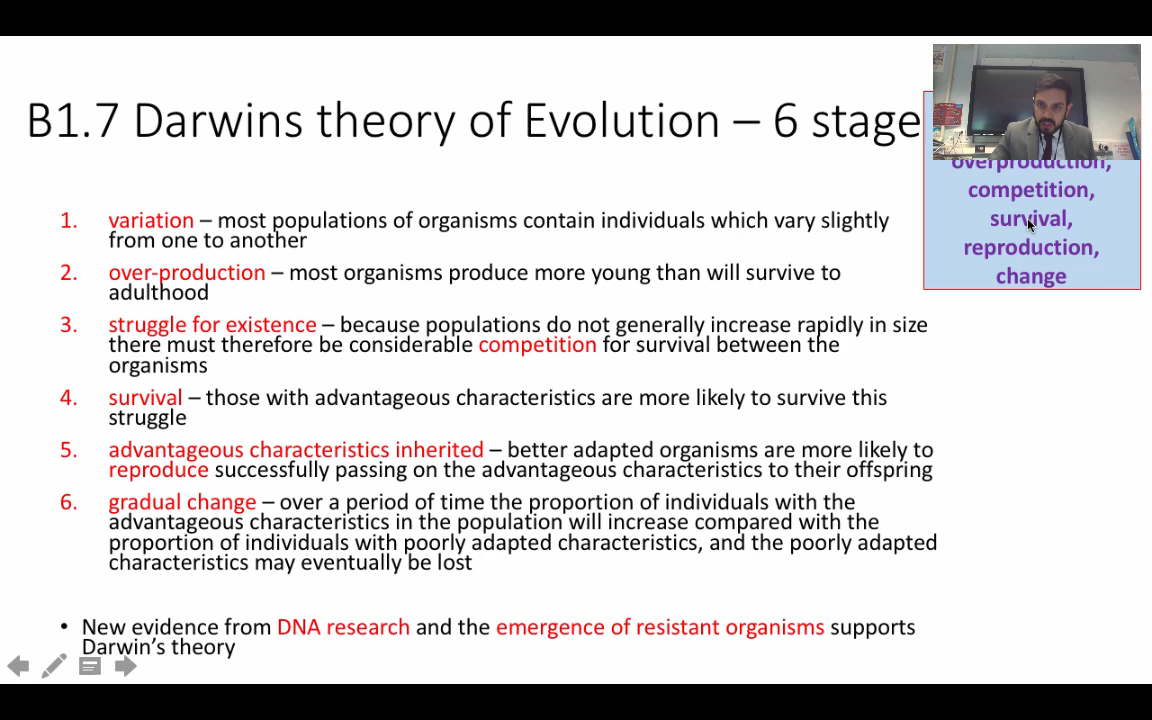 B1.7 Darwins theory of Evolution – 6 stage
overproduction,
competition,
survival,
reproduction,
change
1. variation – most populations of organisms contain individuals which vary slightly
from one to another
2. over-production – most organisms produce more young than will survive to
adulthood
3. struggle for existence – because populations do not generally increase rapidly in size
there must therefore be considerable competition for survival between the
organisms
4. survival – those with advantageous characteristics are more likely to survive this
struggle
5. advantageous characteristics inherited – better adapted organisms are more likely to
reproduce successfully passing on the advantageous characteristics to their offspring
6. gradual change – over a period of time the proportion of individuals with the
advantageous characteristics in the population will increase compared with the
proportion of individuals with poorly adapted characteristics, and the poorly adapted
characteristics may eventually be lost
• New evidence from DNA research and the emergence of resistant organisms supports
Darwin’s theory